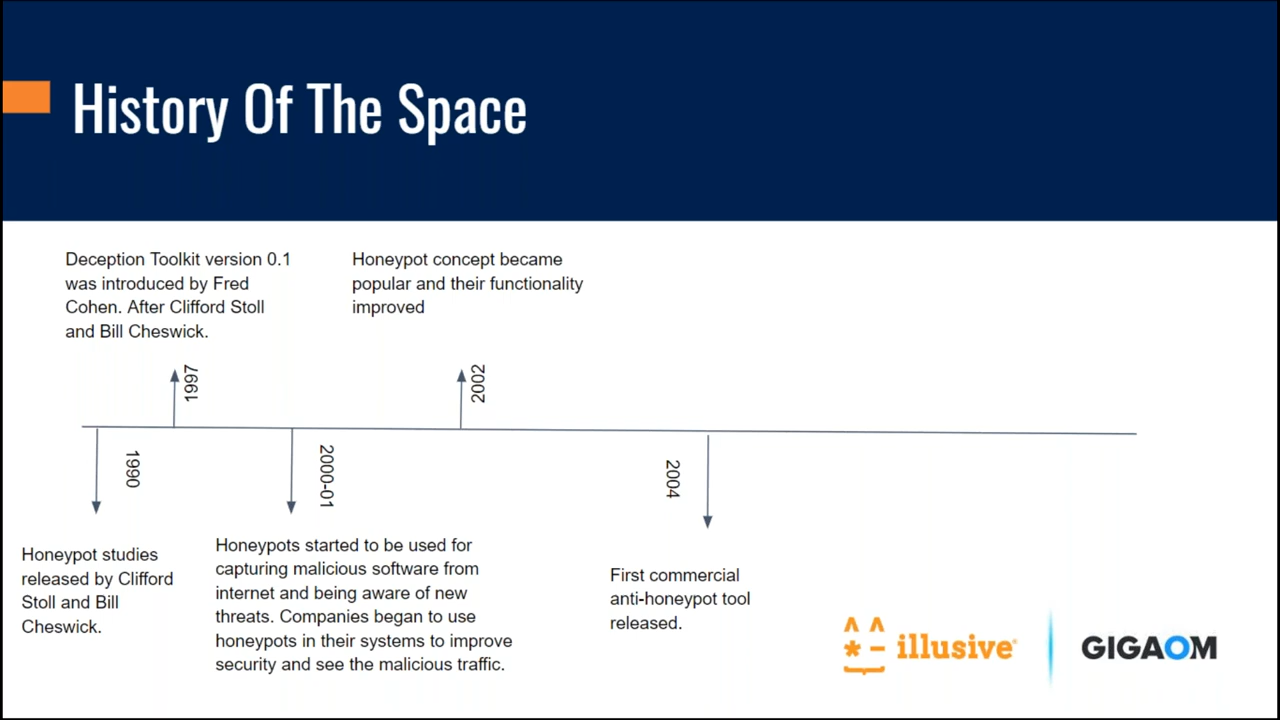 History Of The Space
Deception Toolkit version 0.1
was introduced by Fred
Cohen. After Clifford Stoll
and Bill Cheswick.
Honeypot concept became
popular and their functionality
improved
1997
2002
1990
2000-01
2004
Honeypot studies
released by Clifford
Stoll and Bill
Cheswick.
Honeypots started to be used for
capturing malicious software from
internet and being aware of new
threats. Companies began to use
honeypots in their systems to improve
security and see the malicious traffic.
First commercial
anti-honeypot tool
released.
illusive
GIGAOM